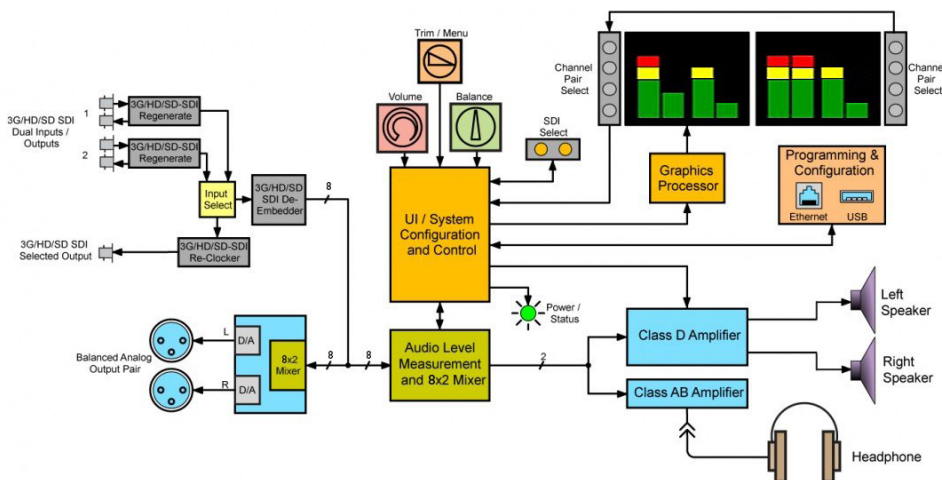 Trim / Menu
Volume
Balance
SDI
Select
Channel
Pair
Select
Channel
Pair
Select
3G/HD/SD-SDI
Regenerate
3G/HD/SD SDI
Dual Inputs /
Outputs
1
2
3G/HD/SD-SDI
Regenerate
Input
Select
3G/HD/SD
SDI De-
Embedder
8
3G/HD/SD SDI
Selected Output
3G/HD/SD-SDI
Re-Clocker
UI / System
Configuration
and Control
Graphics
Processor
Programming &
Configuration
Ethernet
USB
Power /
Status
Balanced Analog
Output Pair
L
R
D/A
D/A
8x2
Mixer
8
8
Audio Level
Measurement
and 8x2 Mixer
2
Class D Amplifier
Class AB Amplifier
Left
Speaker
Right
Speaker
Headphone